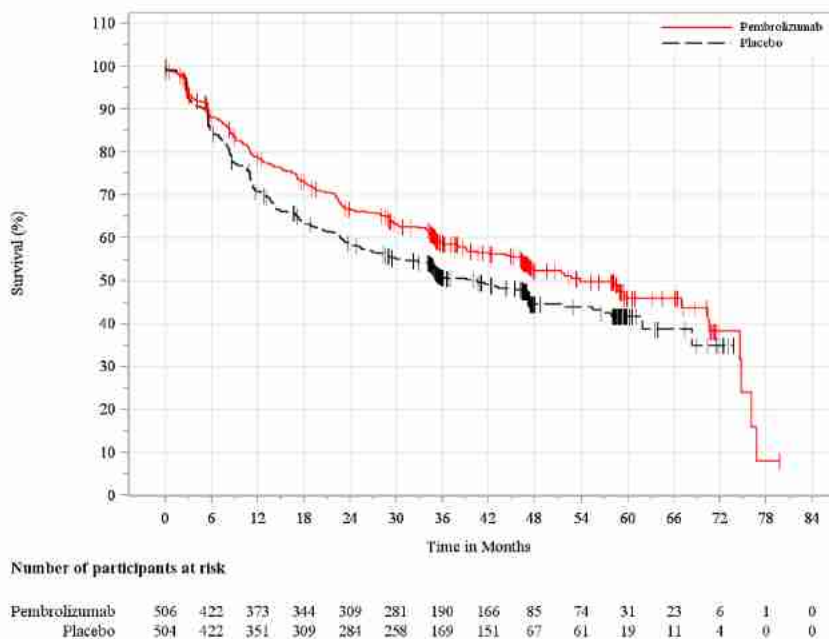 Pembrolizumab
Placebo
110
100
90
80
70
60
50
40
30
20
10
0
Survival (%)
0 6 12 18 24 30 36 42 48 54 60 66 72 78 84
Time in Months
Number of participants at risk
Pembrolizumab 506 422 373 344 309 281 190 166 85 74 31 23 6 1 0
Placebo 504 422 351 309 284 258 169 151 67 61 19 11 4 0 0